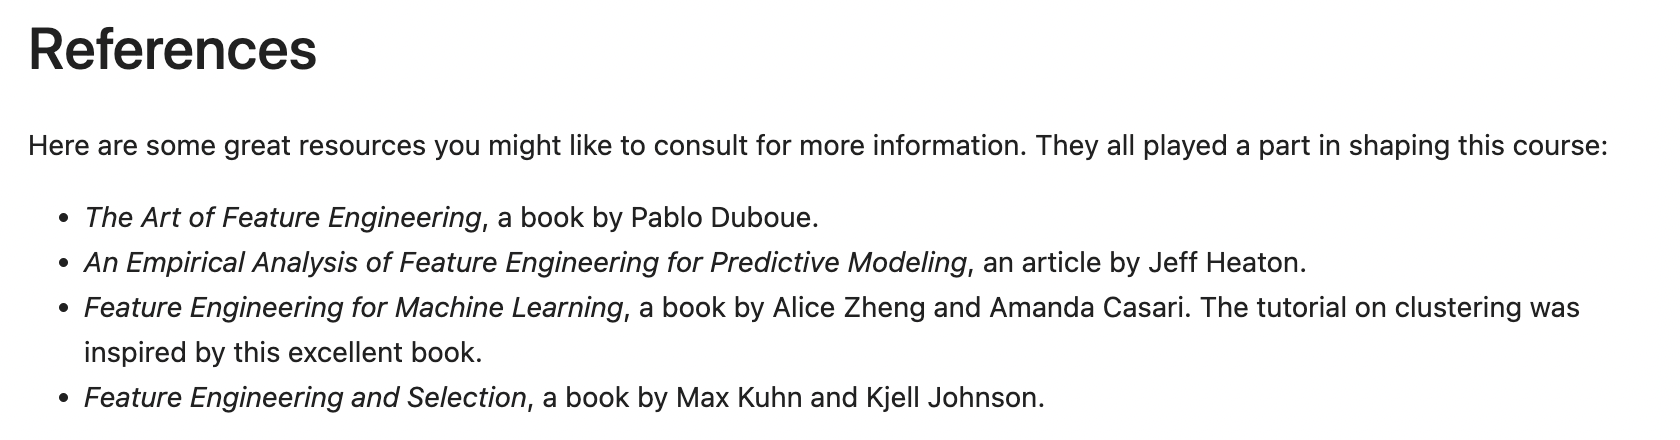 References
Here are some great resources you might like to consult for more information. They all played a part in shaping this course:
• The Art of Feature Engineering, a book by Pablo Duboue.
• An Empirical Analysis of Feature Engineering for Predictive Modeling, an article by Jeff Heaton.
• Feature Engineering for Machine Learning, a book by Alice Zheng and Amanda Casari. The tutorial on clustering was
inspired by this excellent book.
• Feature Engineering and Selection, a book by Max Kuhn and Kjell Johnson.